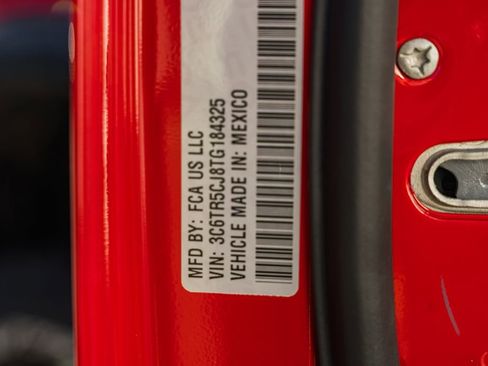 MFD BY: FCA US LLC
VIN: 3C6TR5CJ8TG184325
VEHICLE MADE IN: MEXICO